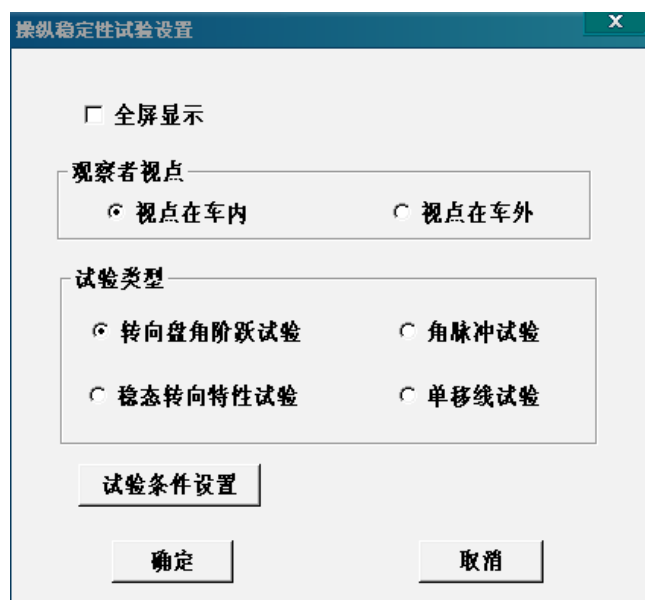 操纵稳定性试验设置 X
全屏显示
观察者视点
视点在车内 视点在车外
试验类型
转向盘角阶跃试验 角脉冲试验
稳态转向特性试验 单移线试验
试验条件设置
确定 取消